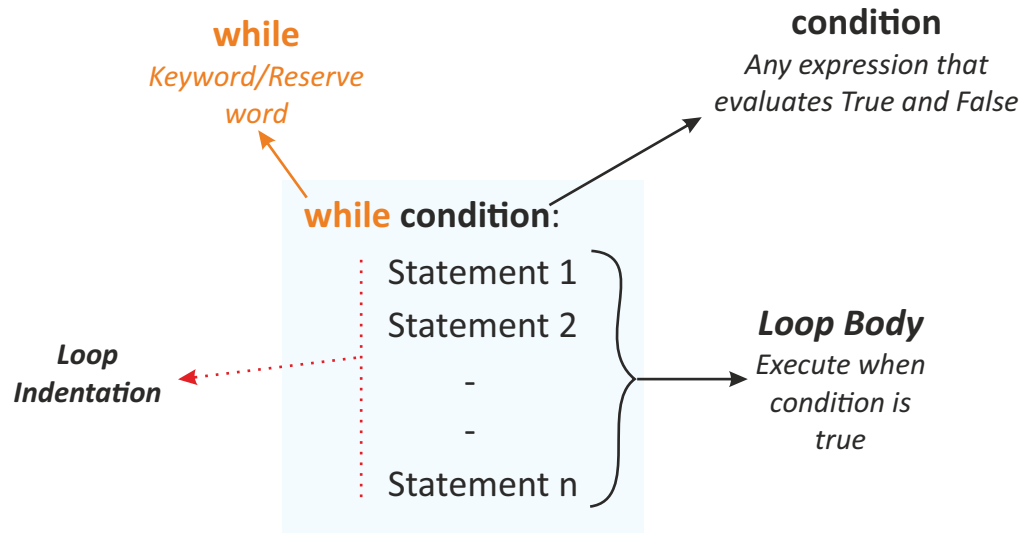 while
Keyword/Reserve
word
condition
Any expression that
evaluates True and False
while condition:
Statement 1
Statement 2
-
-
Statement n
Loop
Indentation
Loop Body
Execute when
condition is
true